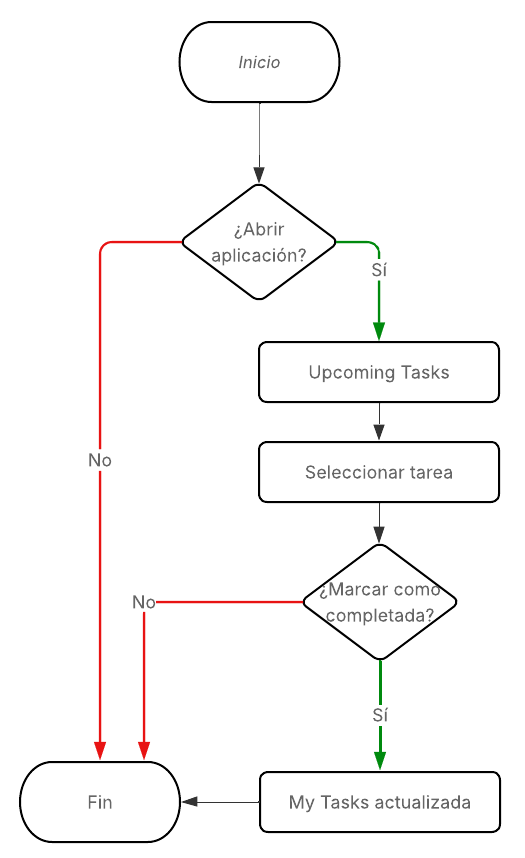 Inicio
¿Abrir
aplicación?
Sí
Upcoming Tasks
No
Seleccionar tarea
¿Marcar como
completada?
No
Sí
Fin
My Tasks actualizada